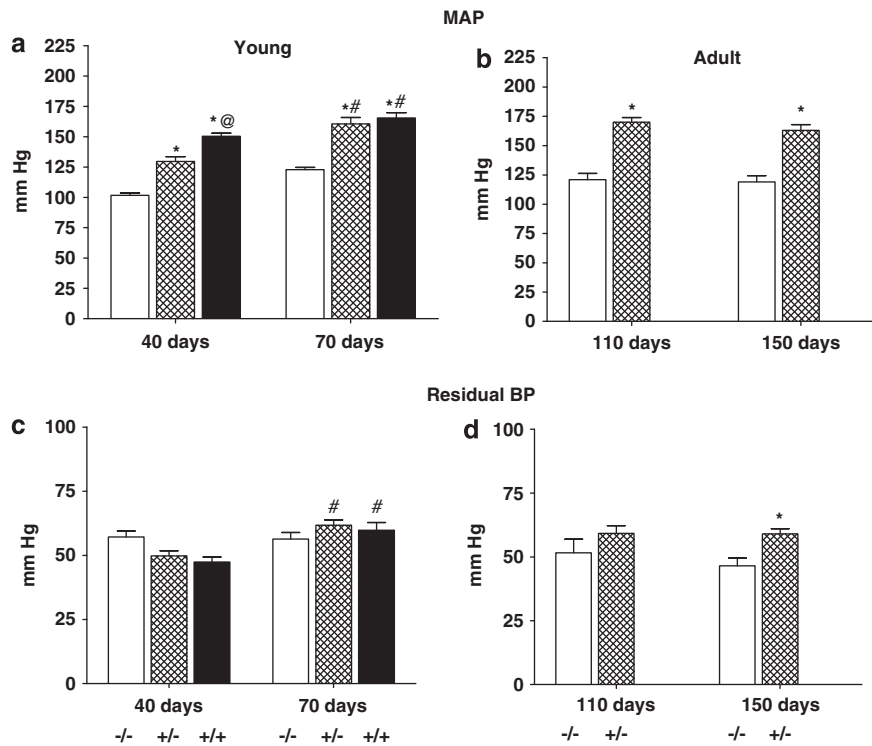 MAP
a
Young
225
200
175
150
125
100
75
50
25
0
mm Hg
*
*@
*#
*#
40 days
70 days
b
Adult
225
200
175
150
125
100
75
50
25
0
mm Hg
*
*
110 days
150 days
Residual BP
c
100
75
50
25
0
mm Hg
#
#
40 days
70 days
-/- +/- +/+ -/- +/- +/+
d
100
75
50
25
0
mm Hg
*
110 days
150 days
-/- +/- -/- +/-